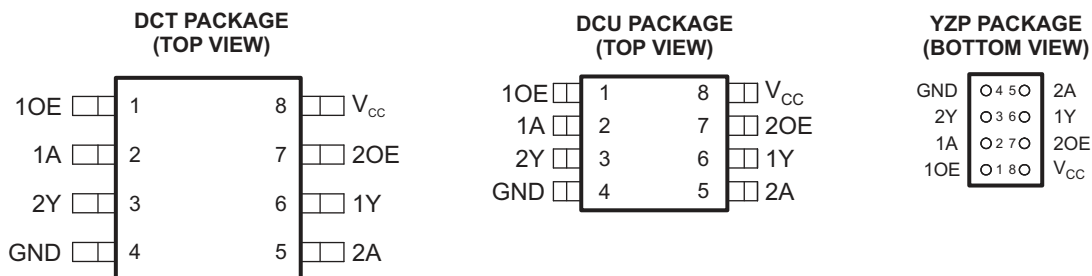 DCT PACKAGE
(TOP VIEW)
1OE 1 8 VCC
1A 2 7 2OE
2Y 3 6 1Y
GND 4 5 2A
DCU PACKAGE
(TOP VIEW)
1OE 1 8 VCC
1A 2 7 2OE
2Y 3 6 1Y
GND 4 5 2A
YZP PACKAGE
(BOTTOM VIEW)
GND 4 5 2A
2Y 3 6 1Y
1A 2 7 2OE
1OE 1 8 VCC